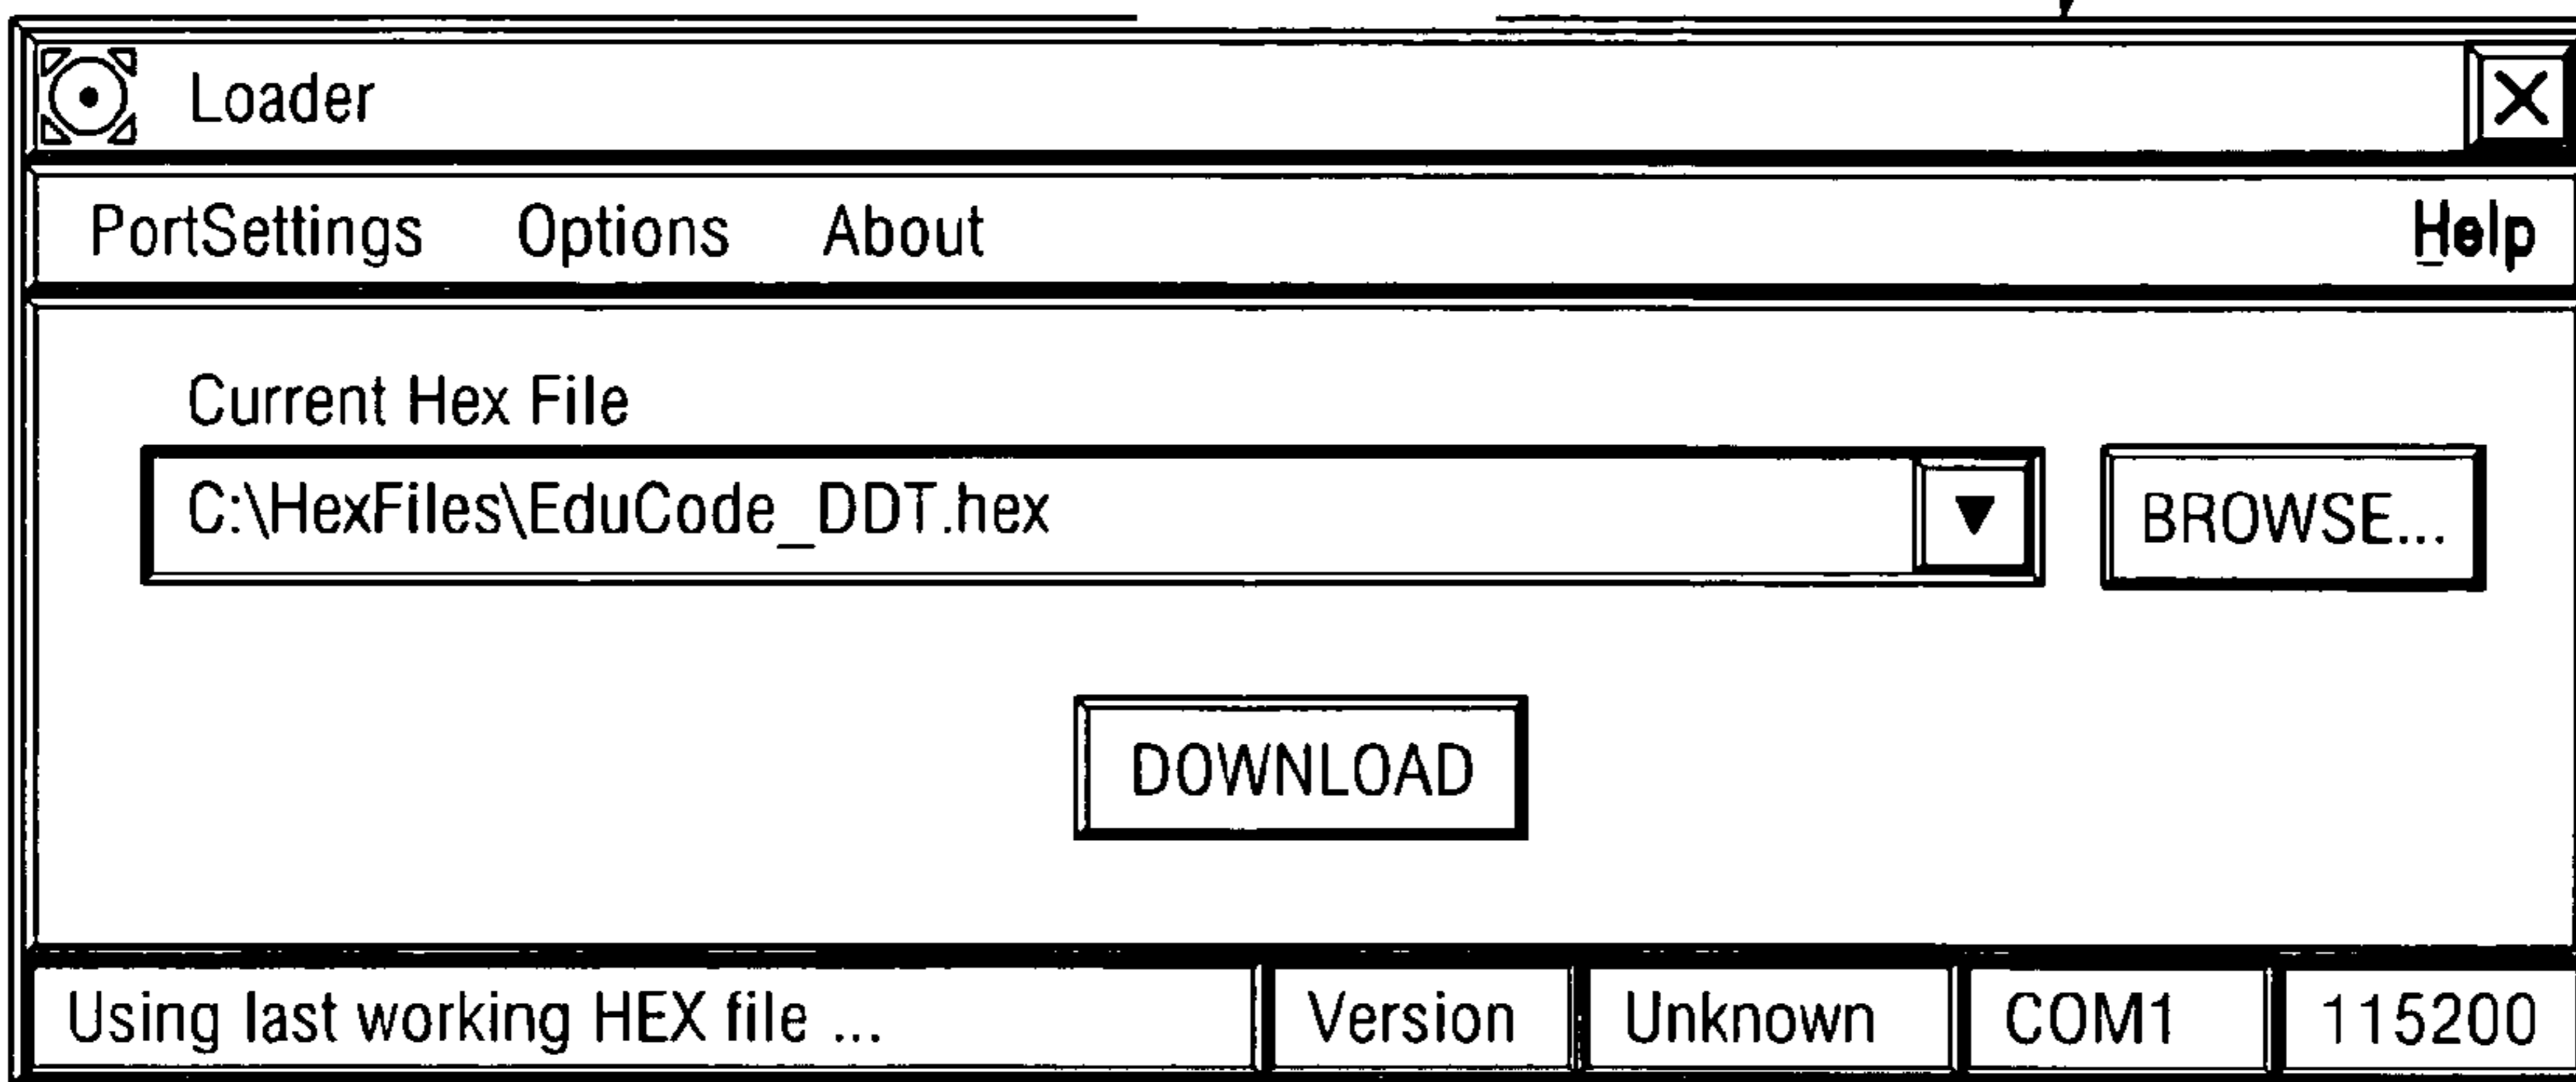 Loader
PortSettings Options About Help
Current Hex File
C:\HexFiles\EduCode_DDT.hex BROWSE...
DOWNLOAD
Using last working HEX file ... Version Unknown COM1 115200